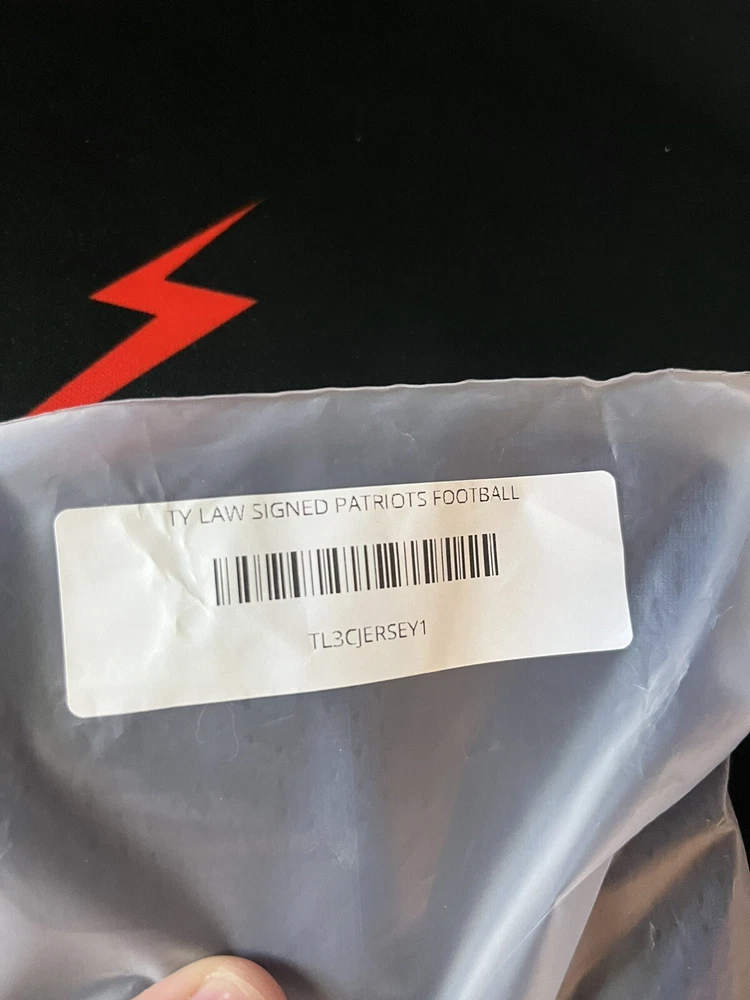 TY LAW SIGNED PATRIOTS FOOTBALL
TL3CJERSEY1